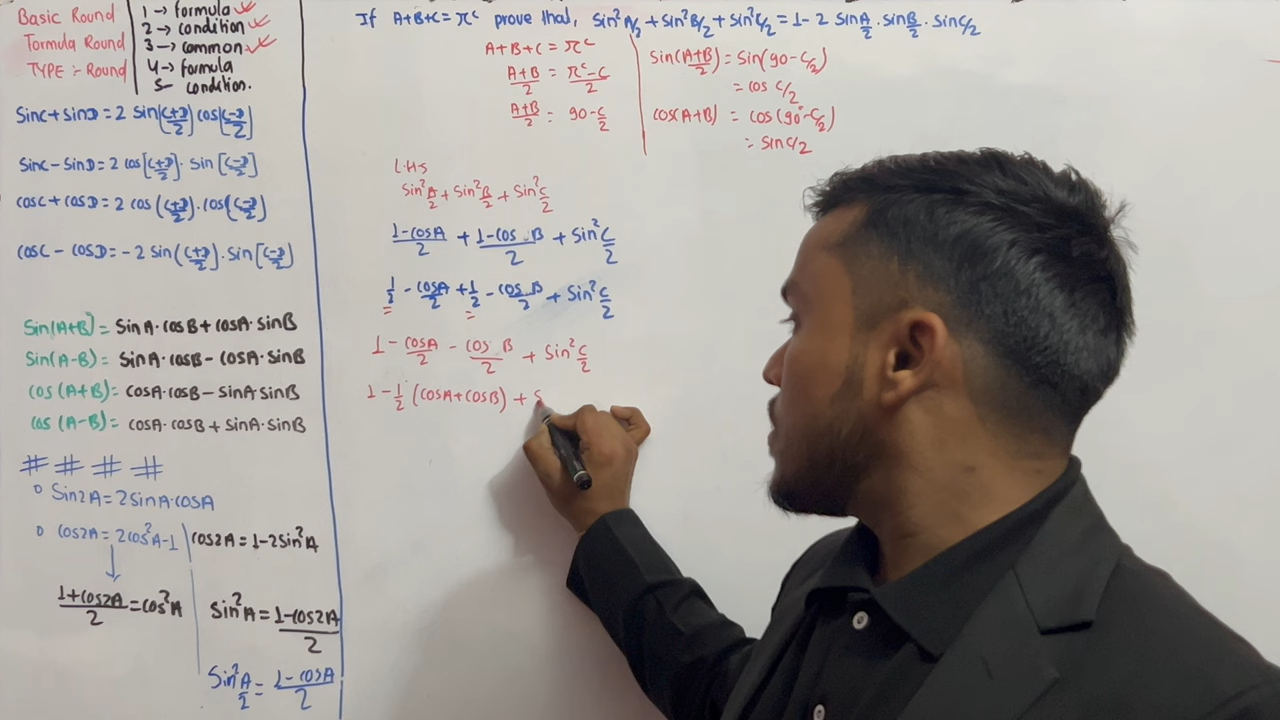 Basic Round
Formula Round
TYPE :- Round
1 → formula ✓
2 → condition ✓
3 → common ✓
4 → formula
5- condition.
SinC + SinD = 2 Sin(C+D/2) cos(C-D/2)
SinC - SinD = 2 cos[C+D/2] . Sin[C-D/2]
cosC + cosD = 2 cos(C+D/2) . cos(C-D/2)
cosC - cosD = -2 Sin(C+D/2) . Sin[C-D/2]
Sin(A+B) = SinA·cosB + cosA·sinB
Sin(A-B) = SinA·cosB - cosA·sinB
cos(A+B) = cosA·cosB - sinA·sinB
cos(A-B) = cosA·cosB + sinA·sinB
# # # #
o Sin2A = 2SinA·cosA
o cos2A = 2cos²A-1 | cos2A = 1-2Sin²A
↓
1+cos2A/2 = cos²A
Sin²A = 1-cos2A/2
Sin²A/2 = 1-cosA/2
If A+B+C = πᶜ prove that, Sin²A/2 + Sin²B/2 + Sin²C/2 = 1 - 2 SinA/2 . SinB/2 . SinC/2
A+B+C = πᶜ
A+B/2 = πᶜ-C/2
A+B/2 = 90-C/2
Sin(A+B/2) = Sin(90-C/2)
= cos C/2
cos(A+B) = cos(90°-C/2)
= SinC/2
L.H.S
Sin²A/2 + Sin²B/2 + Sin²C/2
1-cosA/2 + 1-cosB/2 + Sin²C/2
1/2 - cosA/2 + 1/2 - cosB/2 + Sin²C/2
1 - cosA/2 - cosB/2 + Sin²C/2
1 - 1/2 (cosA+cosB) + S